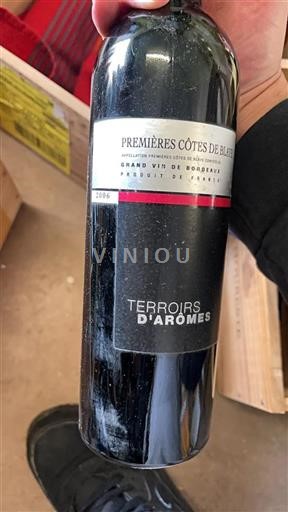 PREMIÈRES CÔTES DE BLAYE
APPELLATION PREMIÈRES CÔTES DE BLAYE CONTRÔLÉE
GRAND VIN DE BORDEAUX
PRODUIT DE FRANCE
2006
VINIOU
TERROIRS
D'ARÔMES